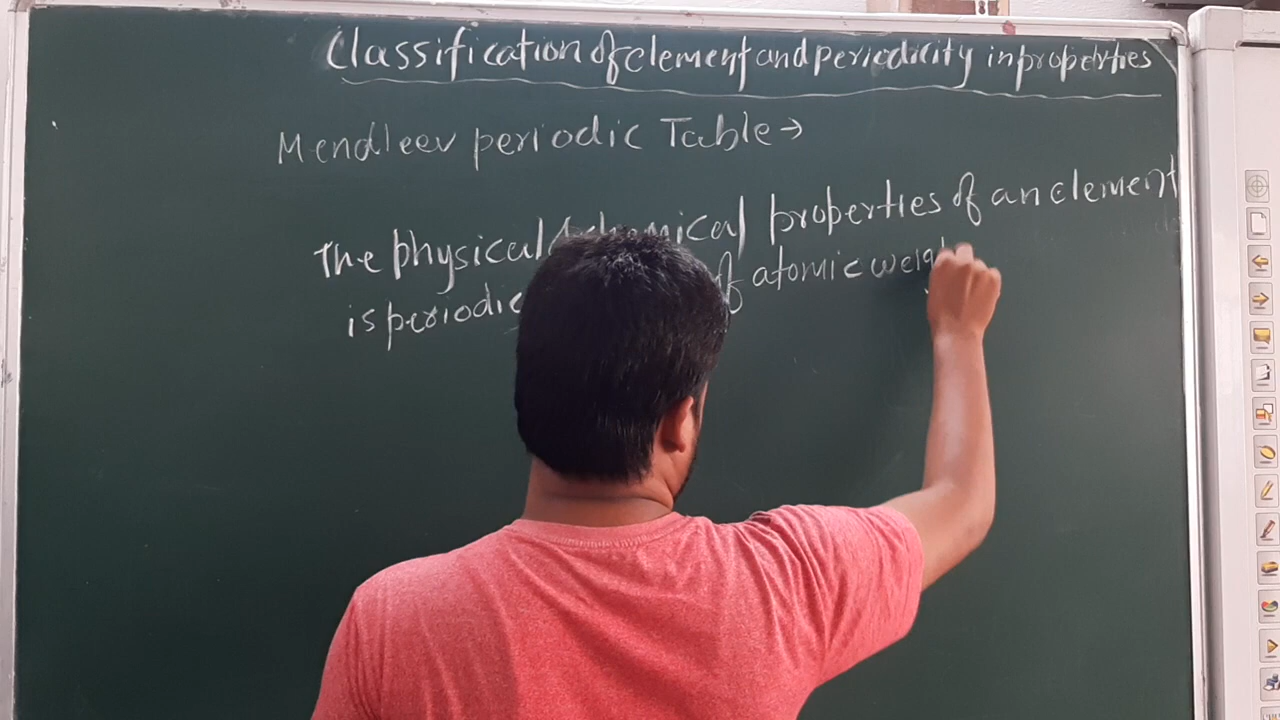 Classification of element and periodicity in properties
Mendleev periodic Table →
The physical properties of an element
is periodic of atomic weig